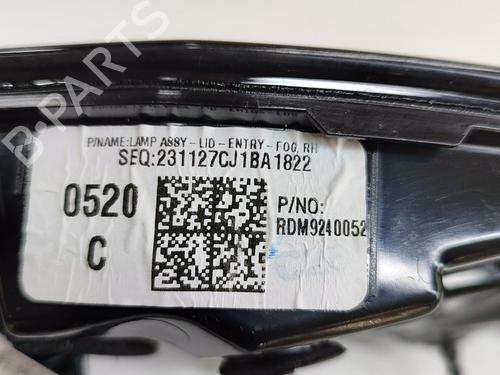 B-PARTS
P/NAME:LAMP ASSY-LID-ENTRY-FOG, RH
SEQ:231127CJ1BA1822
0520
C
P/NO:
RDM9240052